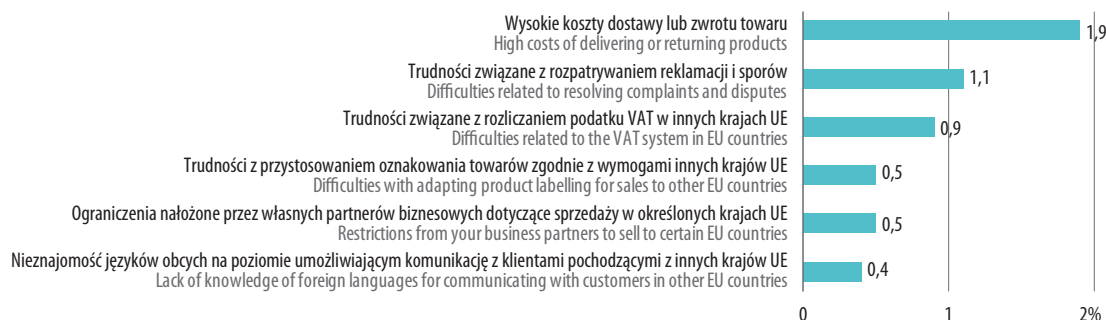 Wysokie koszty dostawy lub zwrotu towaru
High costs of delivering or returning products
1,9
Trudności związane z rozpatrywaniem reklamacji i sporów
Difficulties related to resolving complaints and disputes
1,1
Trudności związane z rozliczaniem podatku VAT w innych krajach UE
Difficulties related to the VAT system in EU countries
0,9
Trudności z przystosowaniem oznakowania towarów zgodnie z wymogami innych krajów UE
Difficulties with adapting product labelling for sales to other EU countries
0,5
Ograniczenia nałożone przez własnych partnerów biznesowych dotyczące sprzedaży w określonych krajach UE
Restrictions from your business partners to sell to certain EU countries
0,5
Nieznajomość języków obcych na poziomie umożliwiającym komunikację z klientami pochodzącymi z innych krajów UE
Lack of knowledge of foreign languages for communicating with customers in other EU countries
0,4
0 1 2%